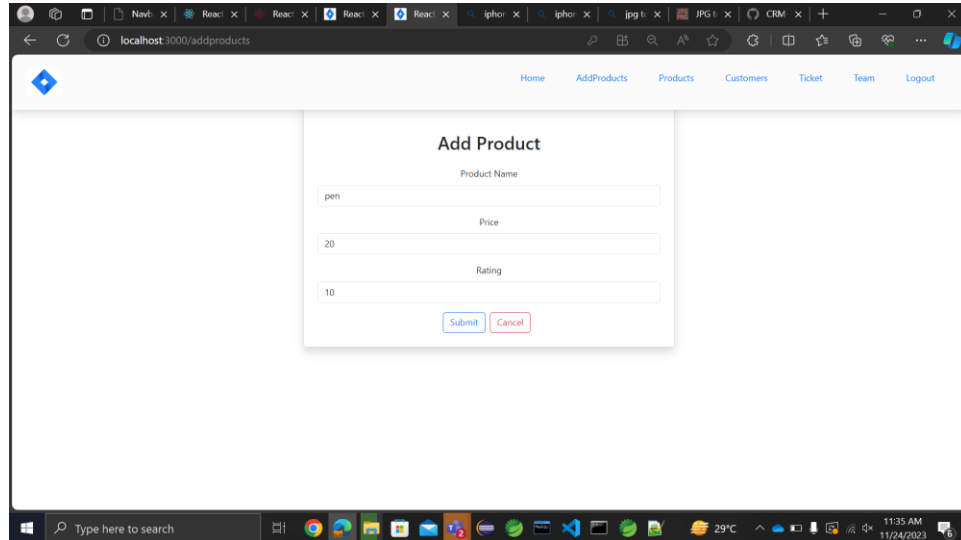 Navb React React React React iphor iphor jpg to JPG t CRM
localhost:3000/addproducts
Home AddProducts Products Customers Ticket Team Logout
Add Product
Product Name
pen
Price
20
Rating
10
Submit Cancel
Type here to search 29°C 11:35 AM
11/24/2023 6